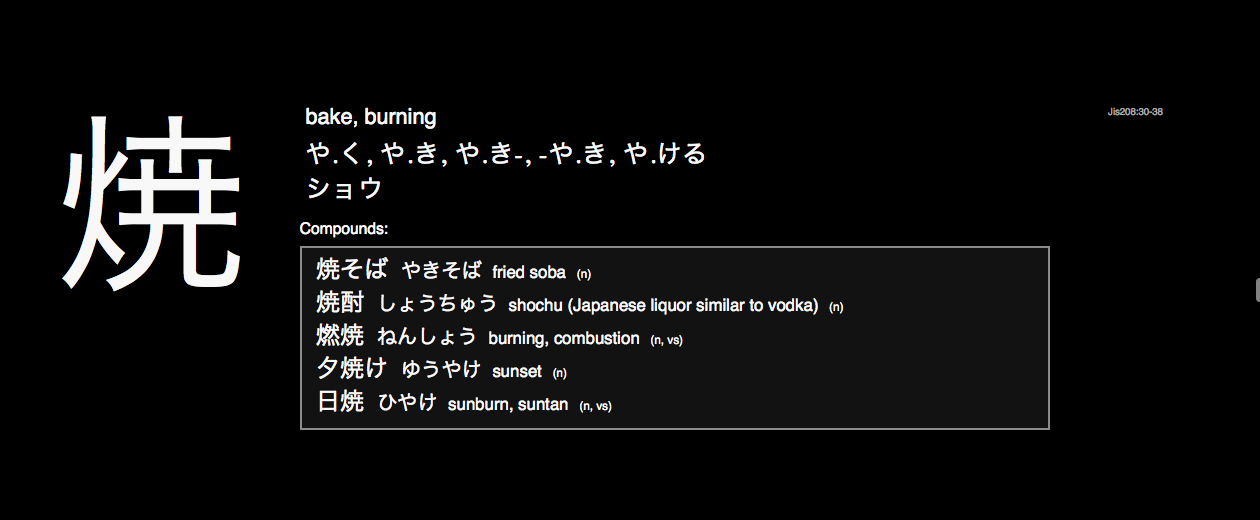 焼
bake, burning
Jis208:30-38
や.く, や.き, や.き-, -や.き, や.ける
ショウ
Compounds:
焼そば やきそば fried soba (n)
焼酎 しょうちゅう shochu (Japanese liquor similar to vodka) (n)
燃焼 ねんしょう burning, combustion (n, vs)
夕焼け ゆうやけ sunset (n)
日焼 ひやけ sunburn, suntan (n, vs)